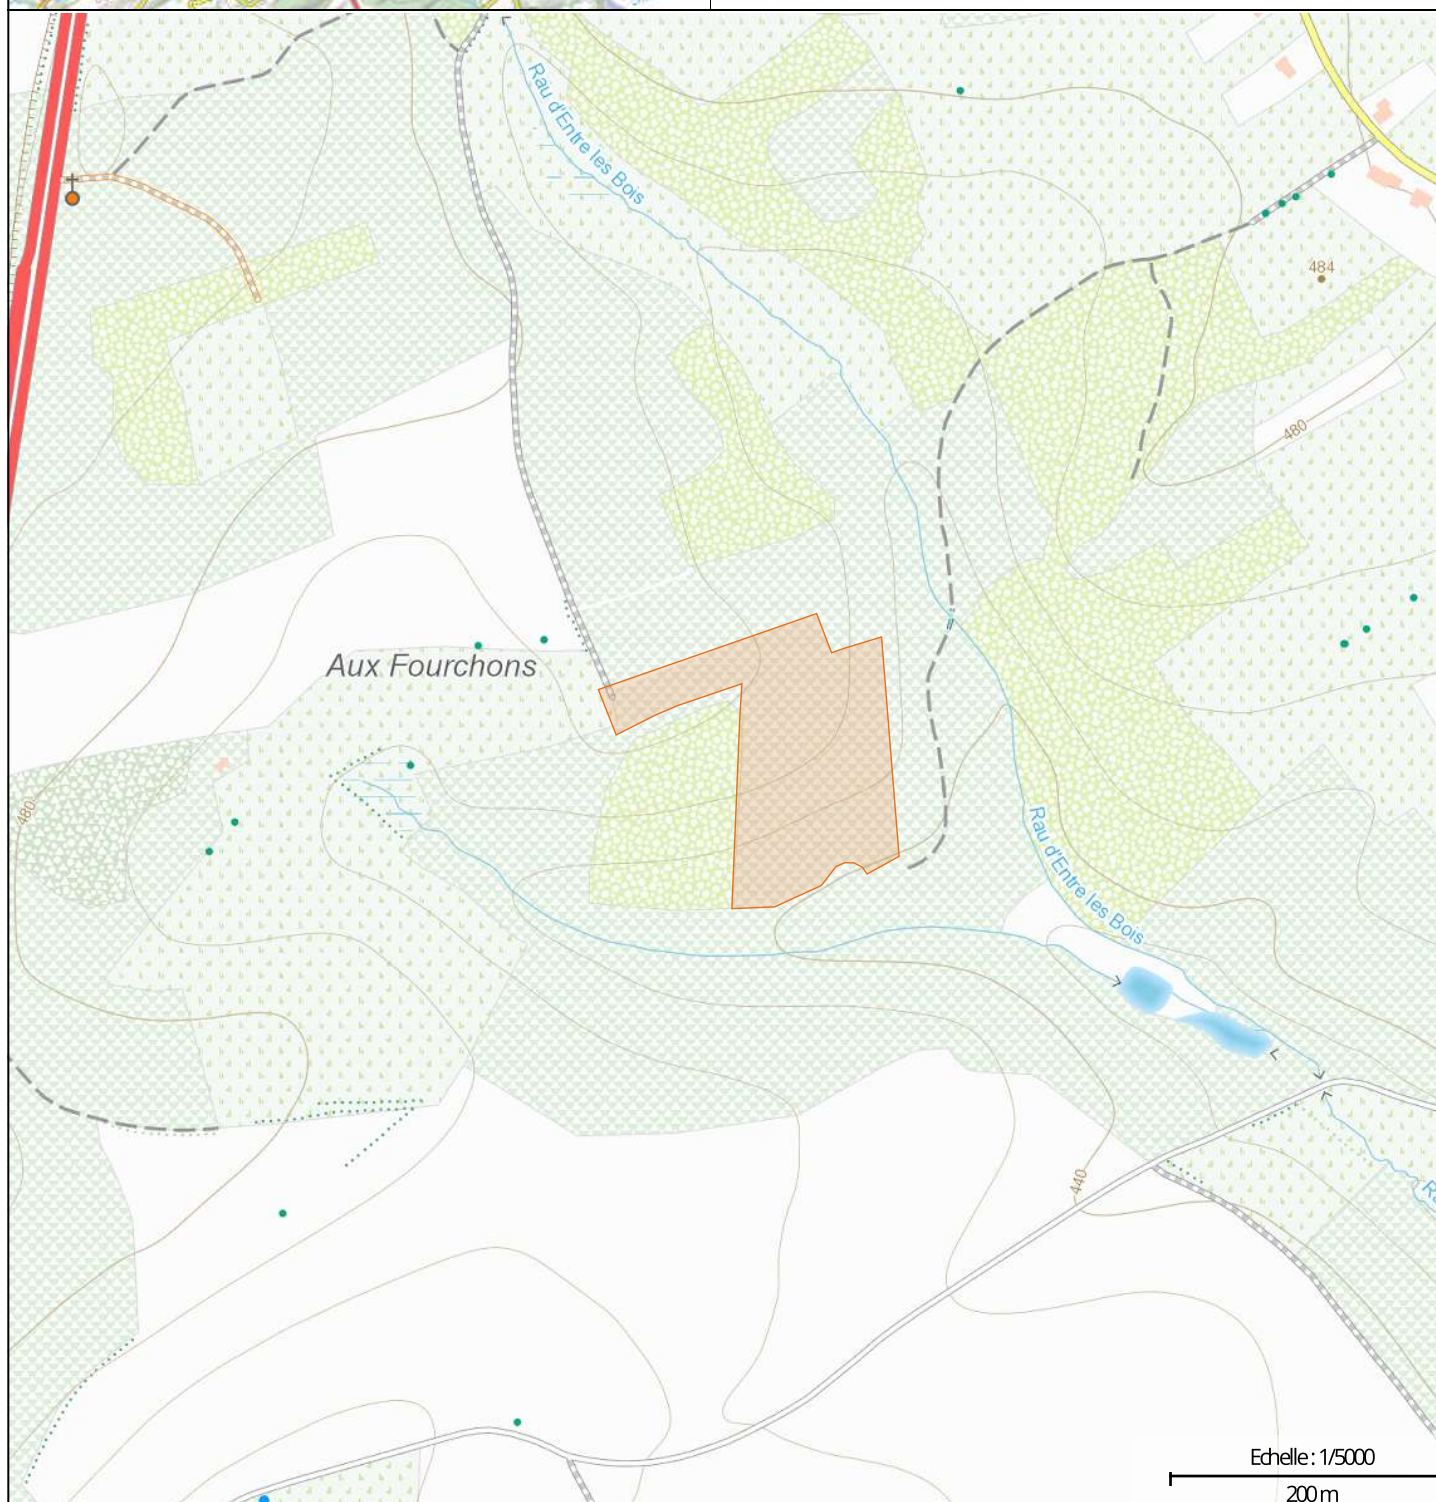 Rau d'Entre les Bois
484
480
Aux Fourchons
480
Rau d'Entre les Bois
440
Echelle : 1/5000
200 m